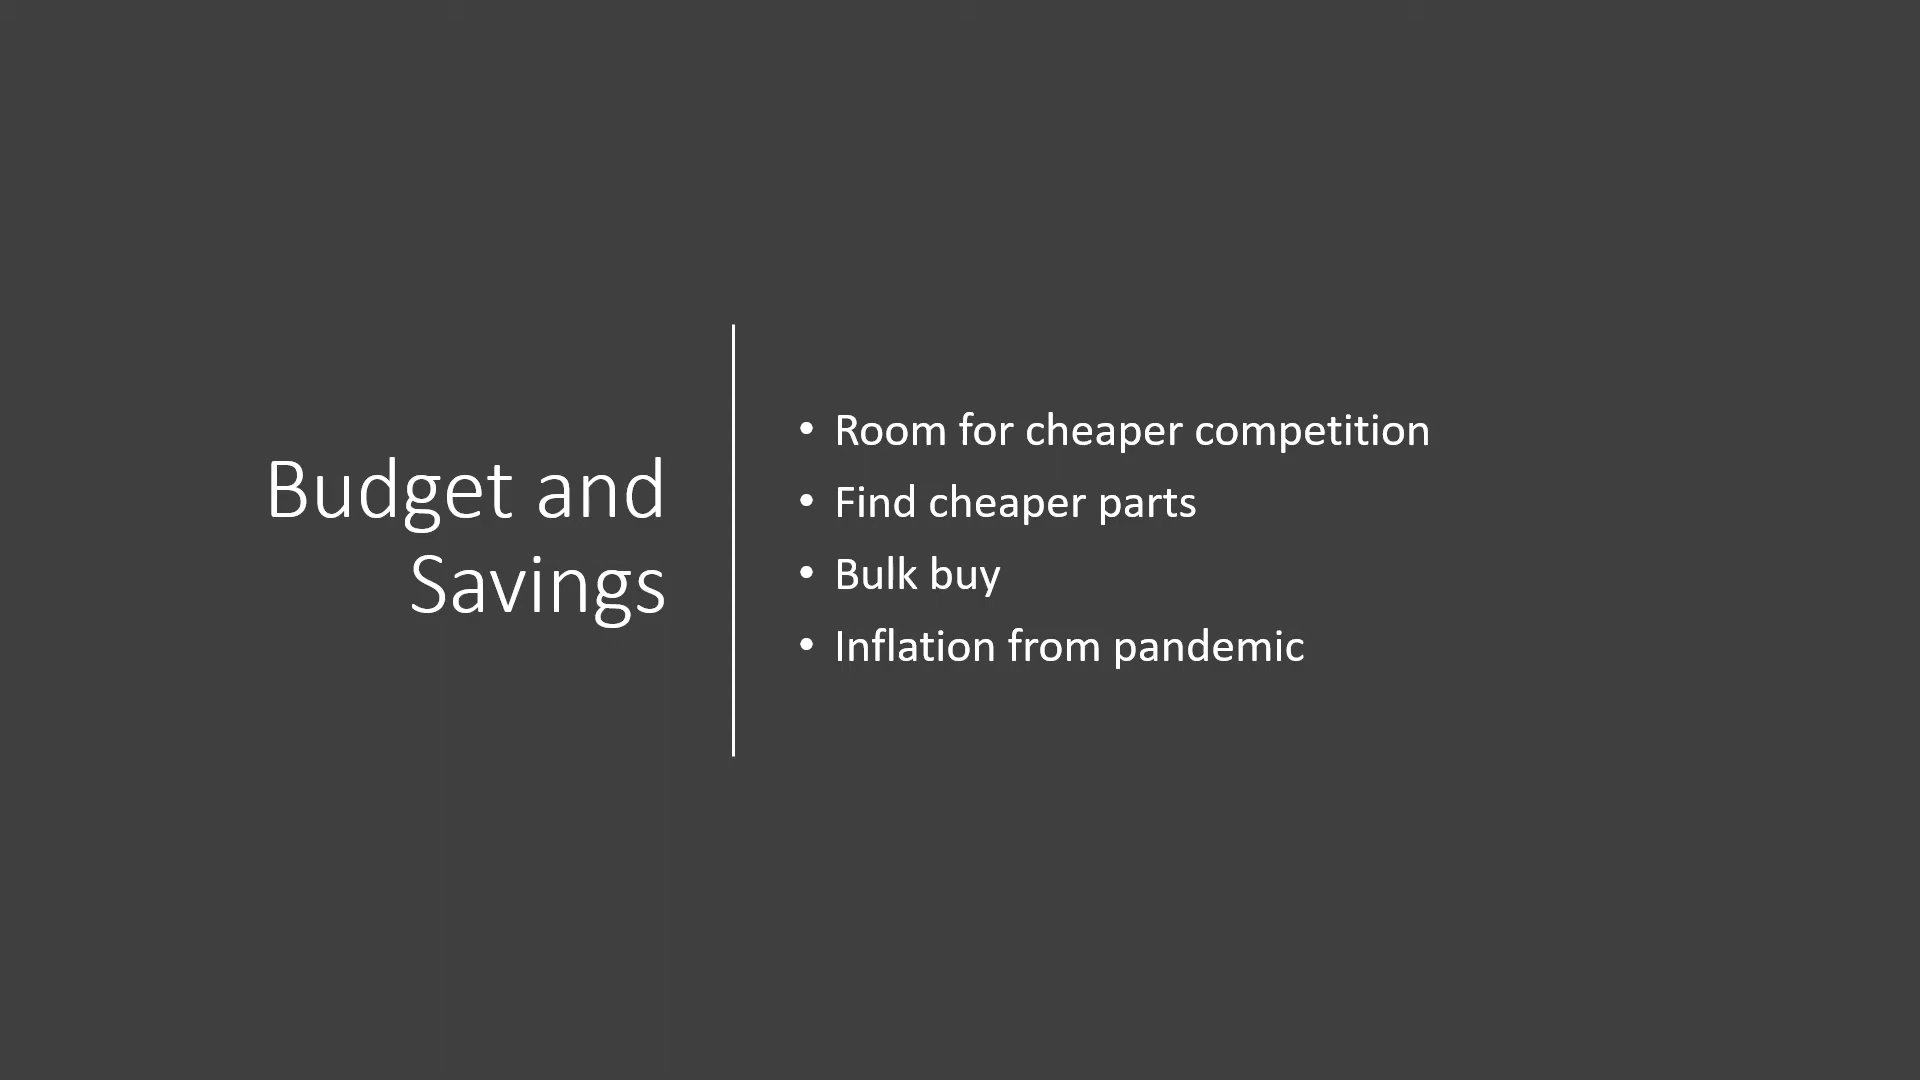 Budget and
Savings
• Room for cheaper competition
• Find cheaper parts
• Bulk buy
• Inflation from pandemic